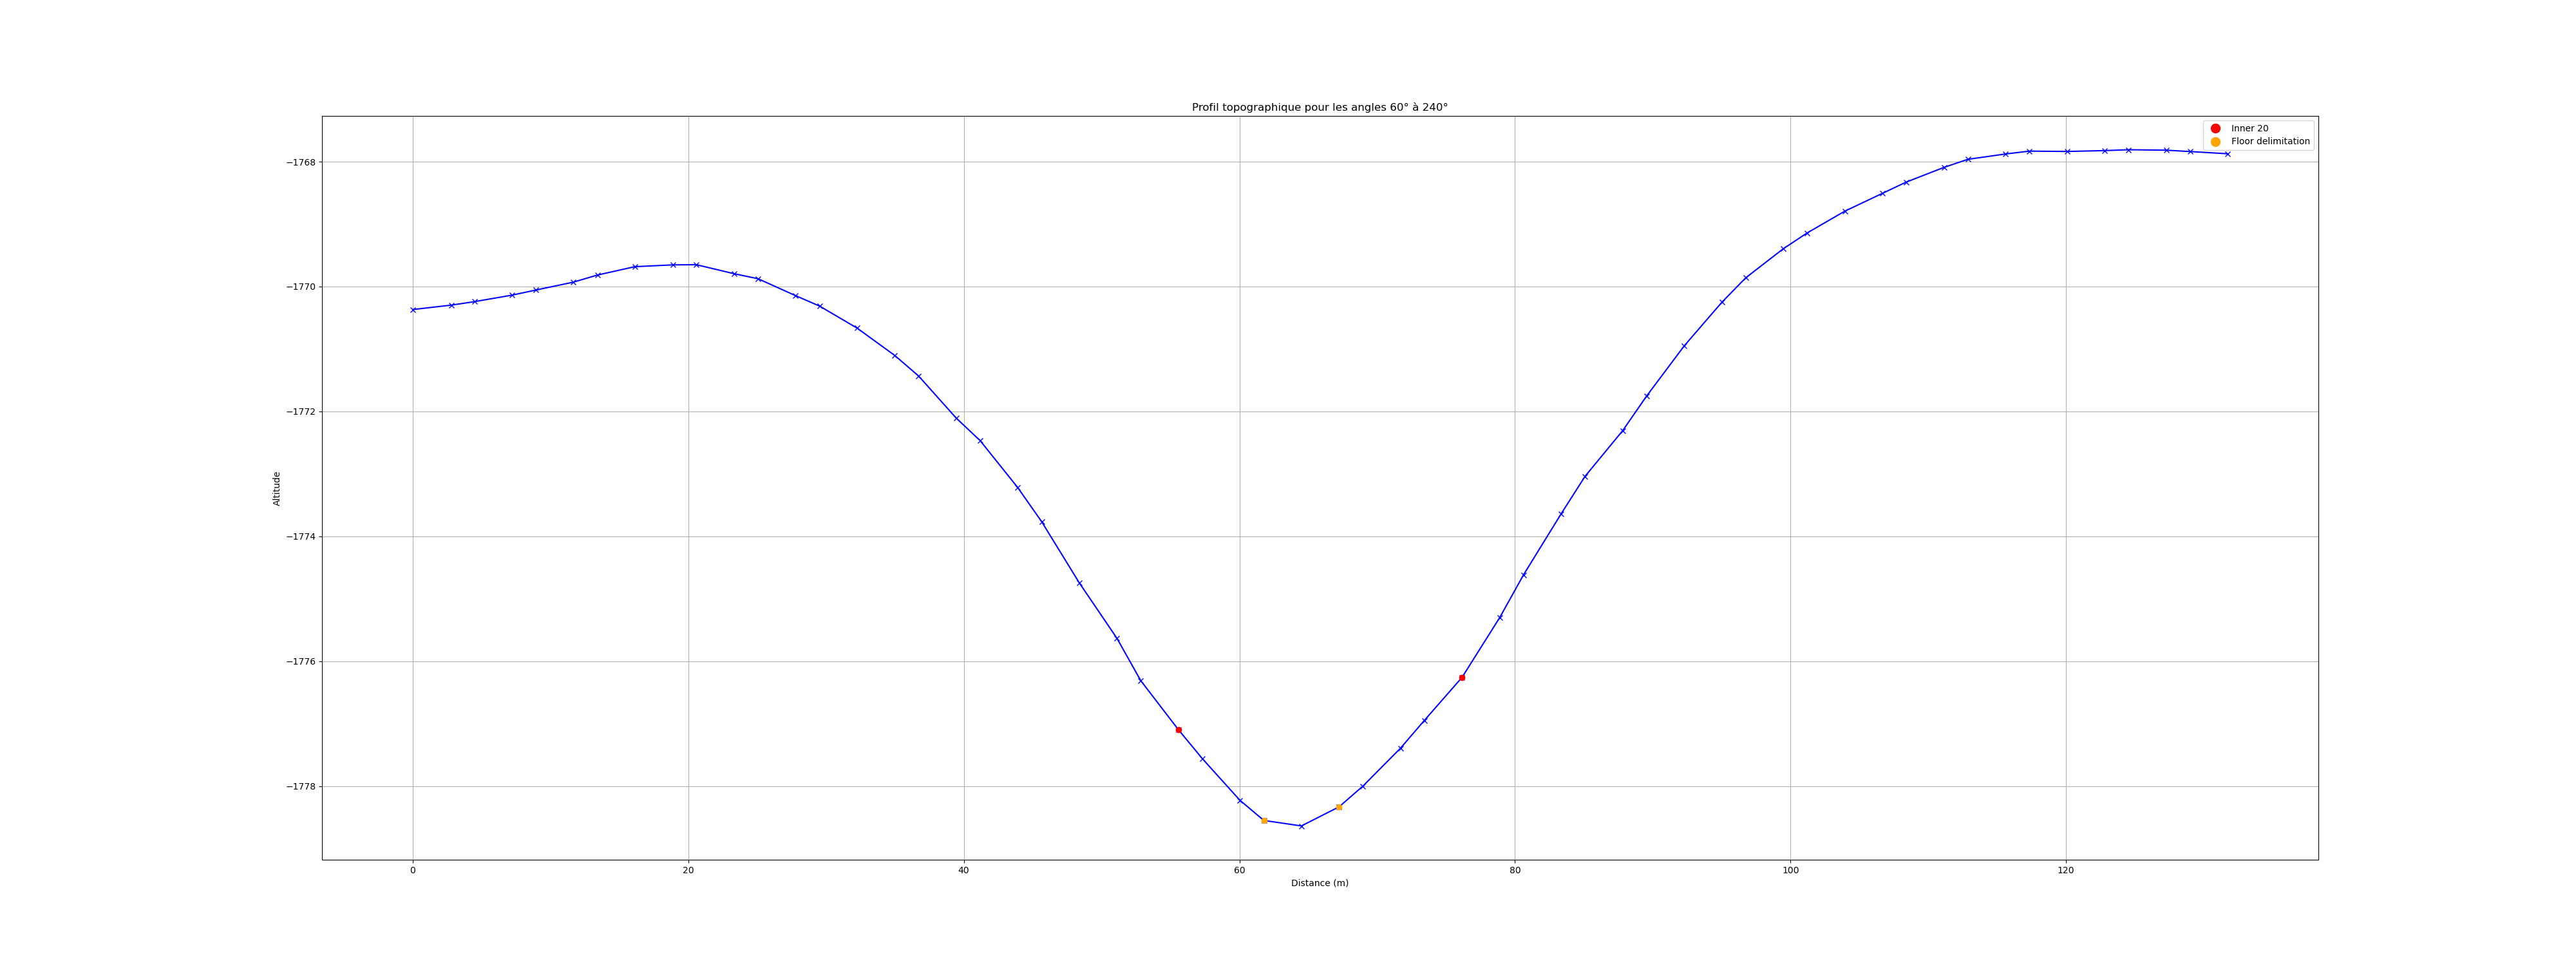 Profil topographique pour les angles 60° à 240°
Inner 20
Floor delimitation
−1768
−1770
−1772
−1774
−1776
−1778
Altitude
0 20 40 60 80 100 120
Distance (m)